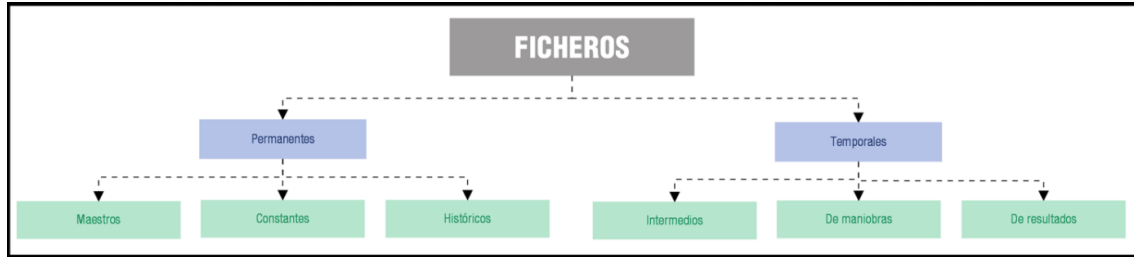 FICHEROS
Permanentes
Temporales
Maestros
Constantes
Históricos
Intermedios
De maniobras
De resultados